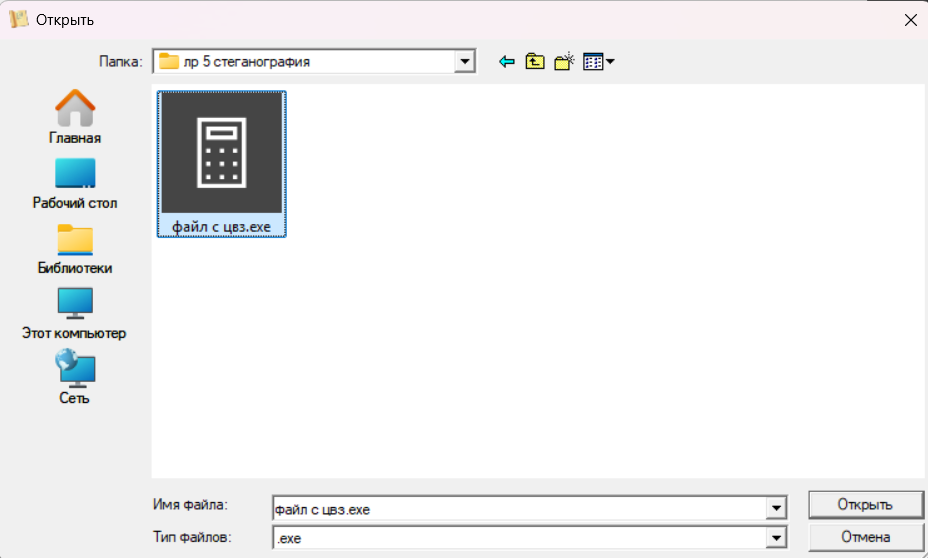 Открыть
Папка: лр 5 стеганография
Главная
Рабочий стол
Библиотеки
Этот компьютер
Сеть
файл с цвз.exe
Имя файла: файл с цвз.exe Открыть
Тип файлов: .exe Отмена